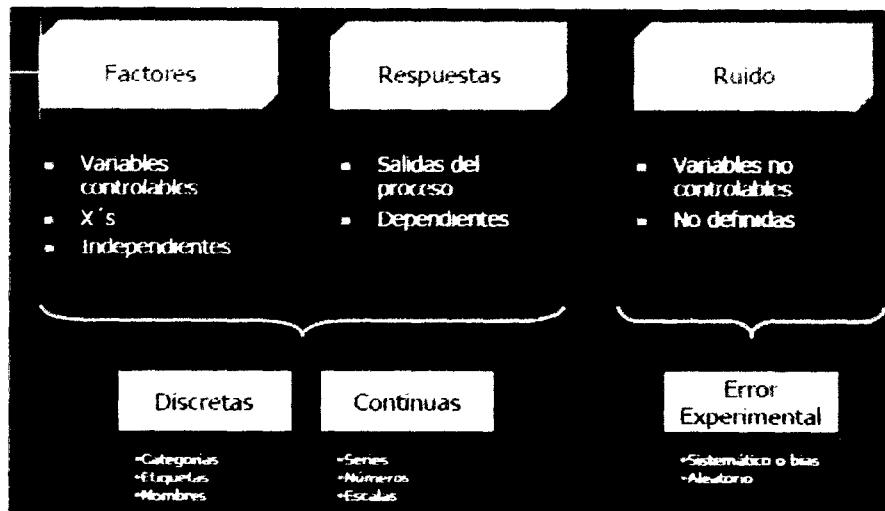 Factores
Variables
controlables
X´s
Independientes
Respuestas
Salidas del
proceso
Dependientes
Ruido
Variables no
controlables
No definidas
Discretas
Categorias
Etiquetas
Nombres
Continuas
Series
Números
Escalas
Error
Experimental
Sistemático o bias
Aleatorio